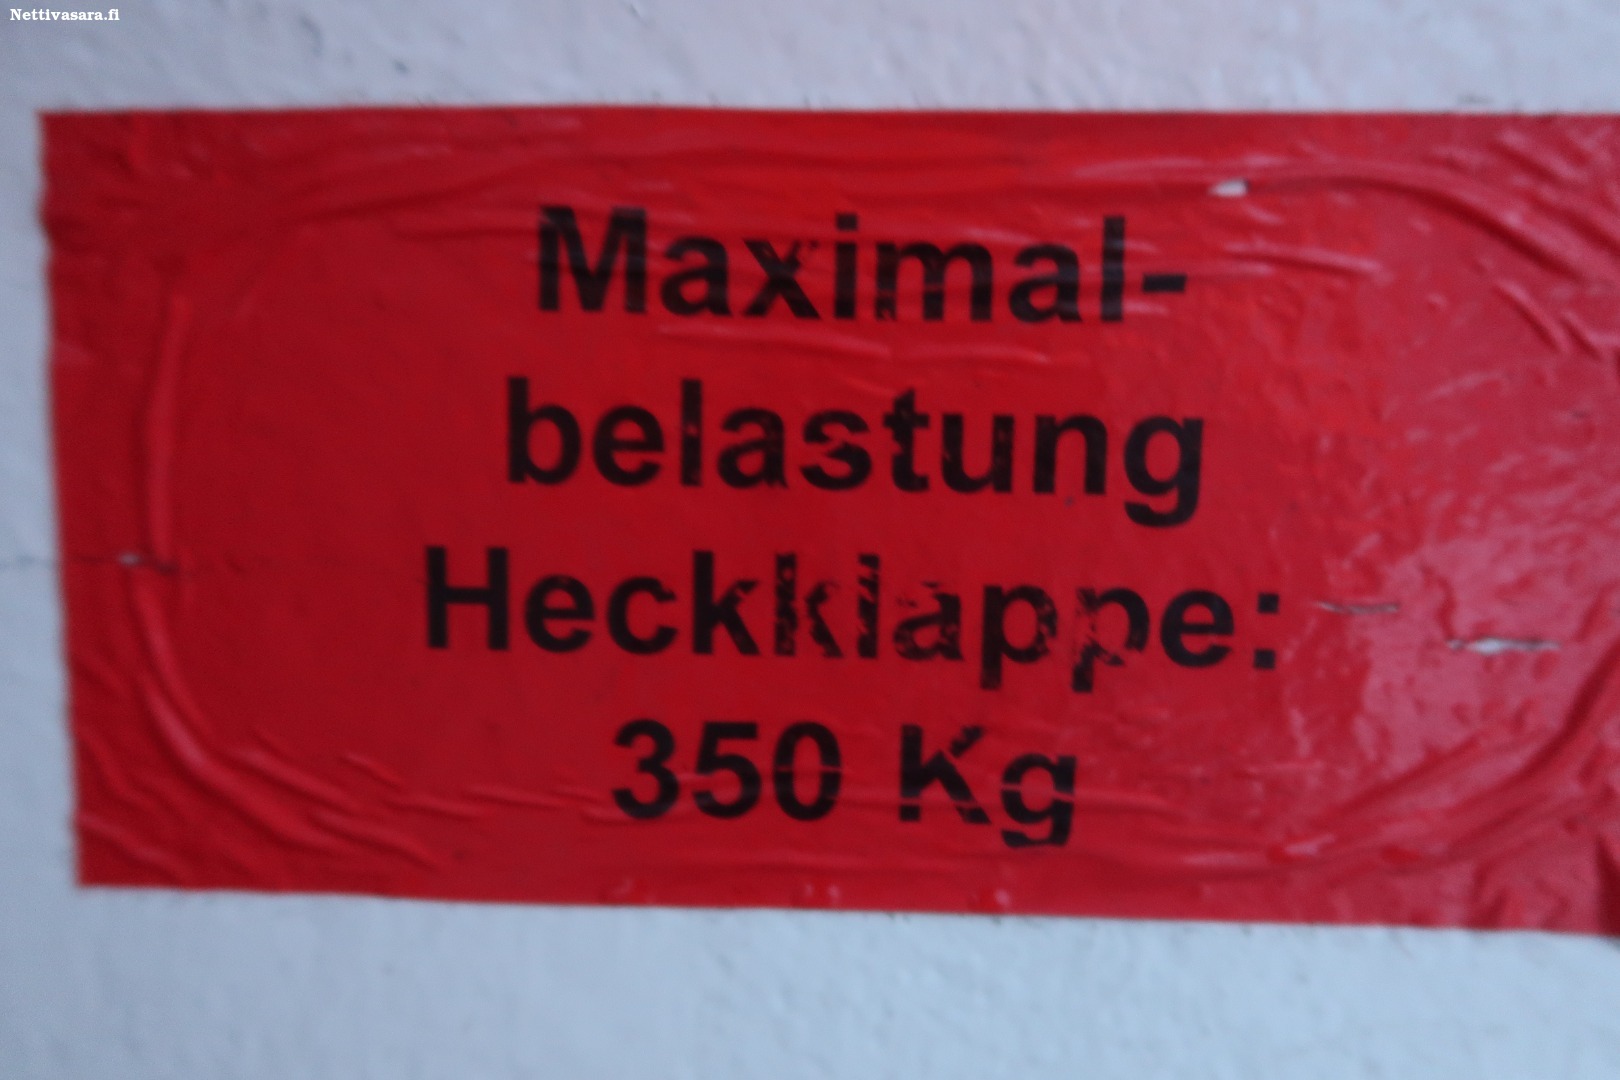 Nettivasara.fi
Maximal-
belastung
Heckklappe:
350 Kg